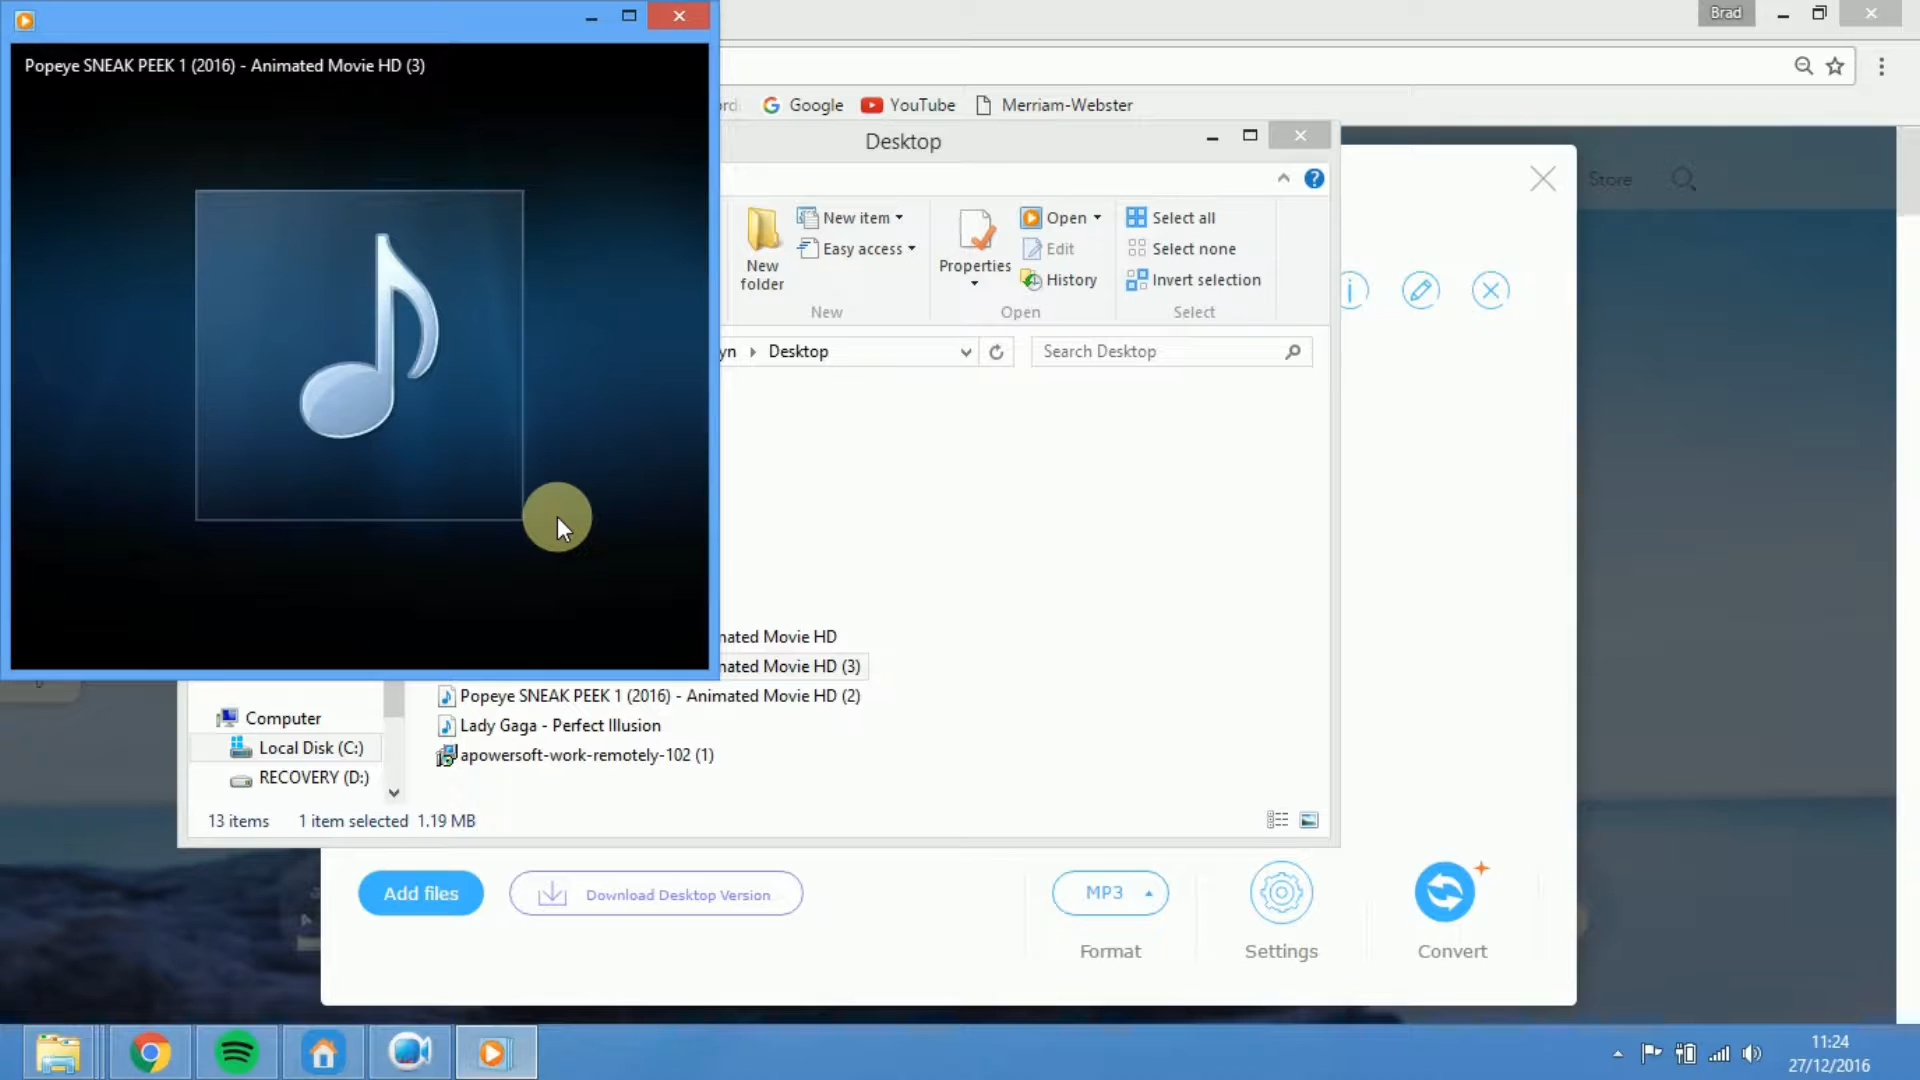 Brad
Popeye SNEAK PEEK 1 (2016) - Animated Movie HD (3)
Google
YouTube
Merriam-Webster
Desktop
Store
New folder
New item
Easy access
New
Properties
Open
Edit
History
Open
Select all
Select none
Invert selection
Select
yn
Desktop
Search Desktop
nated Movie HD
nated Movie HD (3)
Popeye SNEAK PEEK 1 (2016) - Animated Movie HD (2)
Lady Gaga - Perfect Illusion
apowersoft-work-remotely-102 (1)
Computer
Local Disk (C:)
RECOVERY (D:)
13 items 1 item selected 1.19 MB
Add files
Download Desktop Version
MP3
Format
Settings
Convert
11:24
27/12/2016